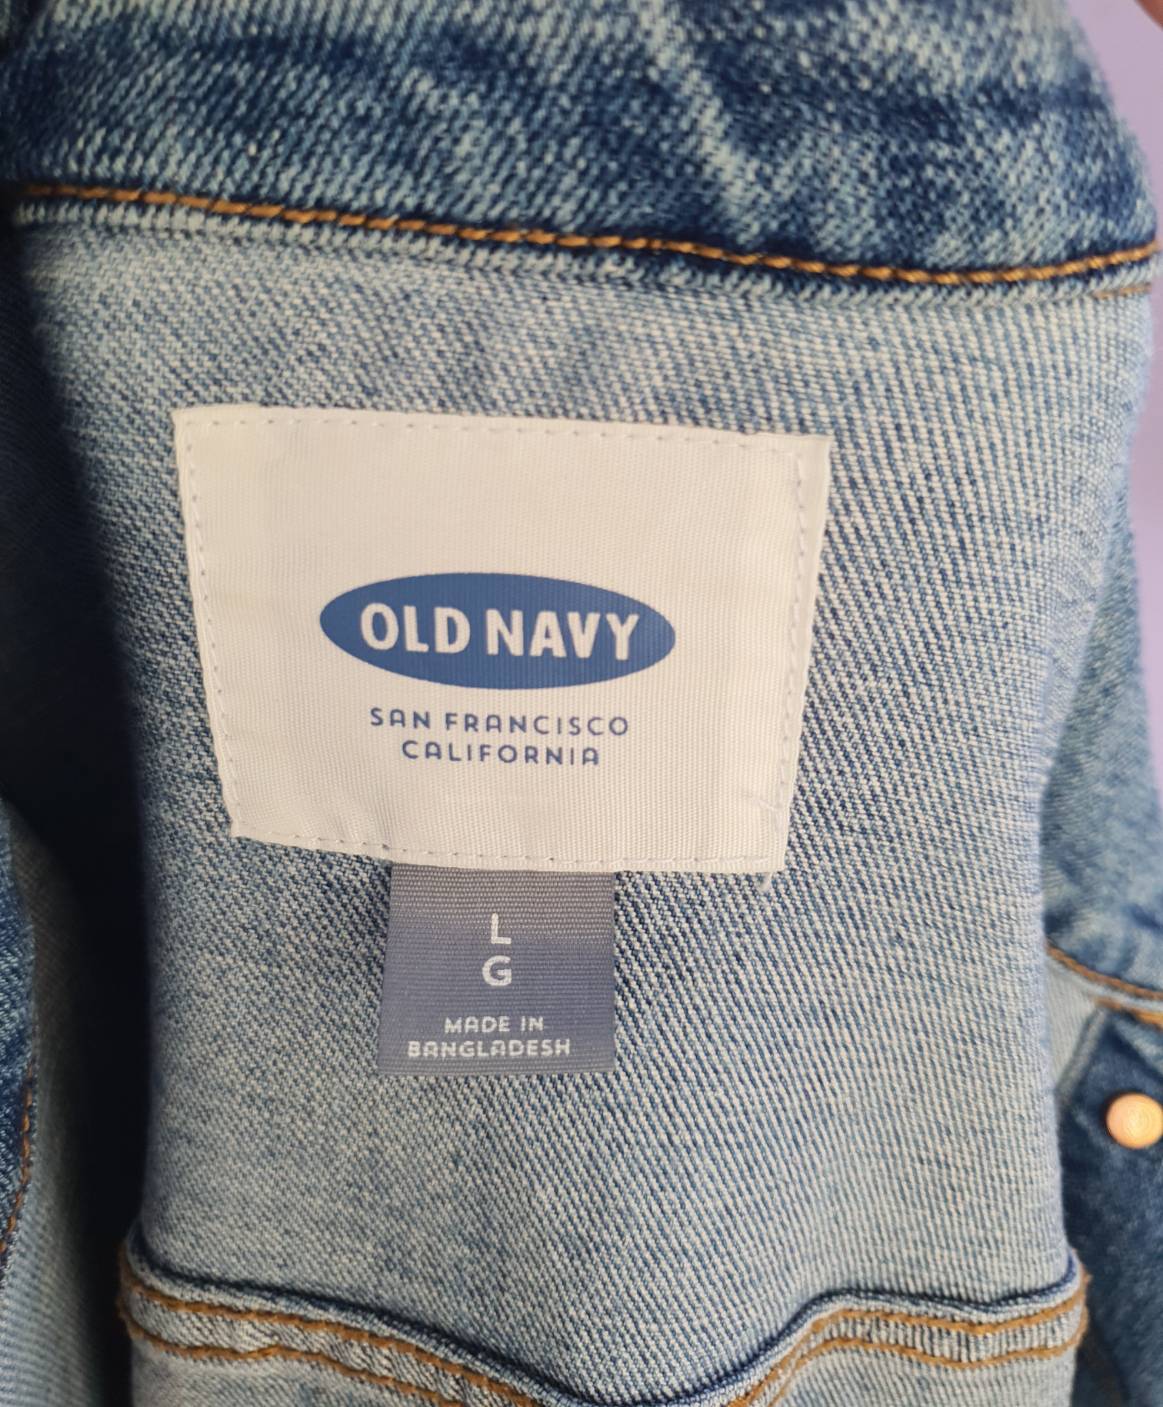 OLD NAVY
SAN FRANCISCO
CALIFORNIA
L
G
MADE IN
BANGLADESH